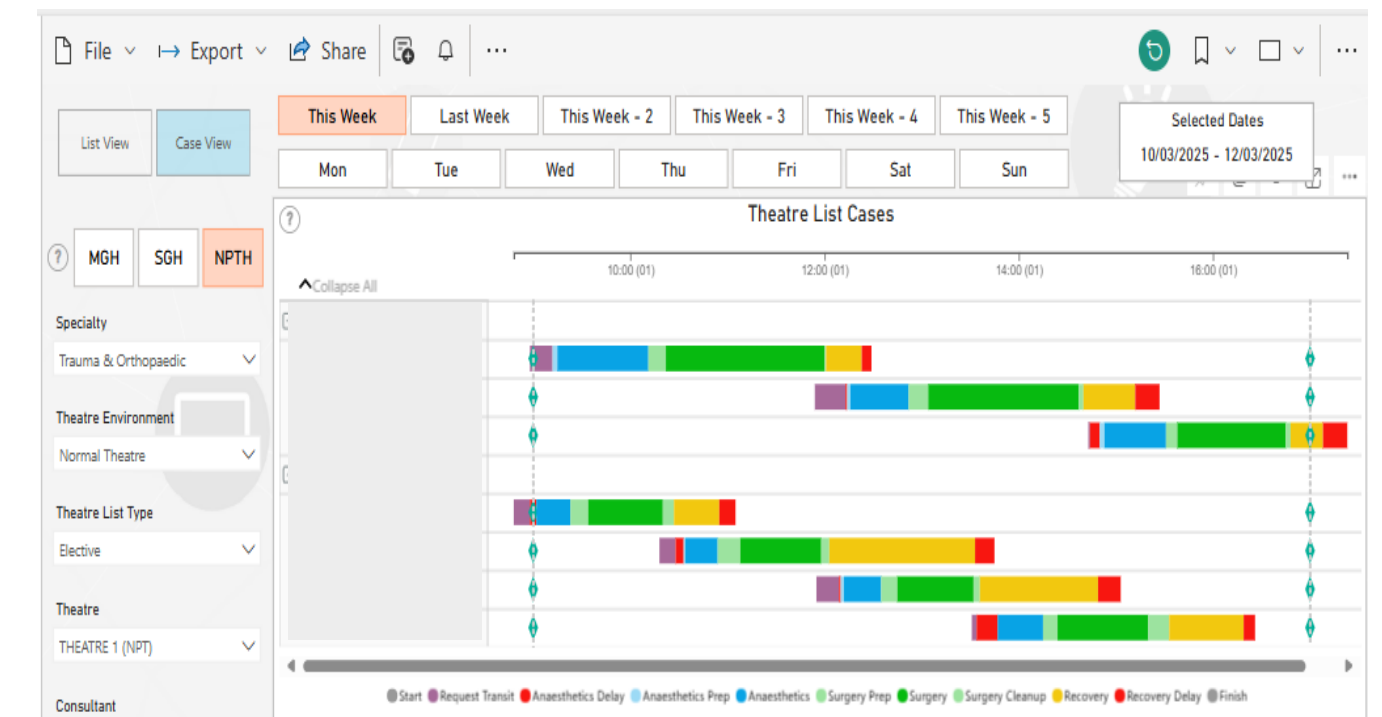 File Export Share
List View Case View
This Week Last Week This Week - 2 This Week - 3 This Week - 4 This Week - 5
Mon Tue Wed Thu Fri Sat Sun
Selected Dates
10/03/2025 - 12/03/2025
? MGH SGH NPTH
Specialty
Trauma & Orthopaedic
Theatre Environment
Normal Theatre
Theatre List Type
Elective
Theatre
THEATRE 1 (NPT)
Consultant
? Theatre List Cases
10:00 (01) 12:00 (01) 14:00 (01) 16:00 (01)
Collapse All
Start Request Transit Anaesthetics Delay Anaesthetics Prep Anaesthetics Surgery Prep Surgery Surgery Cleanup Recovery Recovery Delay Finish